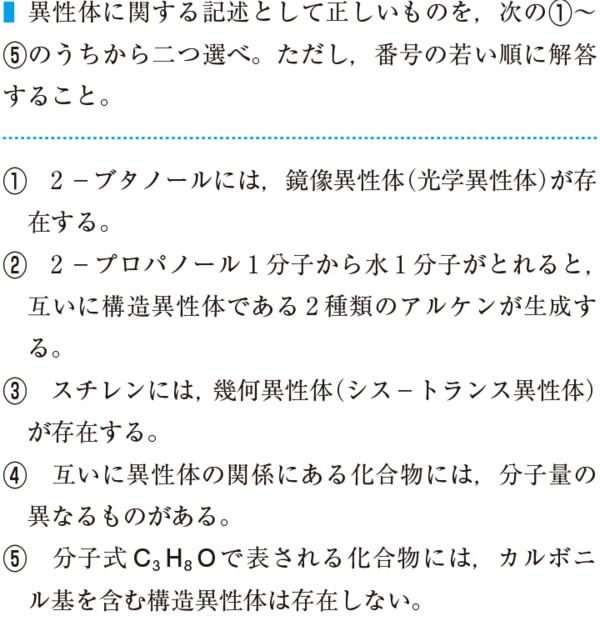 異性体に関する記述として正しいものを，次の①～
⑤のうちから二つ選べ。ただし，番号の若い順に解答
すること。
①　2－ブタノールには，鏡像異性体(光学異性体)が存
在する。
②　2－プロパノール1分子から水1分子がとれると，
互いに構造異性体である2種類のアルケンが生成す
る。
③　スチレンには，幾何異性体(シス－トランス異性体)
が存在する。
④　互いに異性体の関係にある化合物には，分子量の
異なるものがある。
⑤　分子式C₃H₈Oで表される化合物には，カルボニ
ル基を含む構造異性体は存在しない。